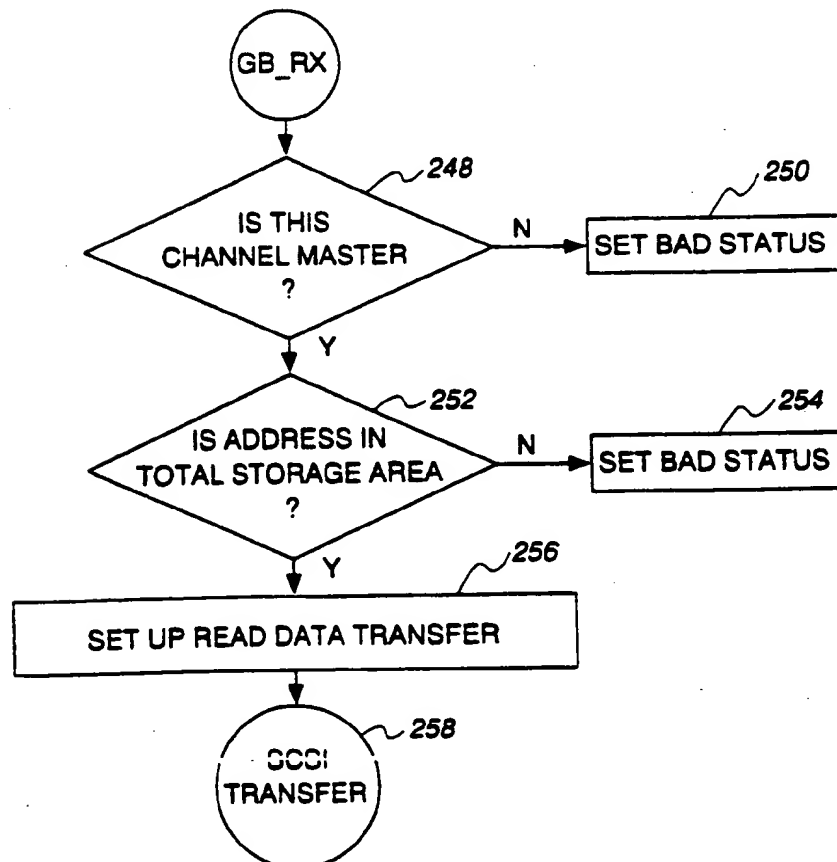 GB_RX
248
IS THIS
CHANNEL MASTER
?
N
250
SET BAD STATUS
Y
252
IS ADDRESS IN
TOTAL STORAGE AREA
?
N
254
SET BAD STATUS
Y
256
SET UP READ DATA TRANSFER
258
SCSI
TRANSFER